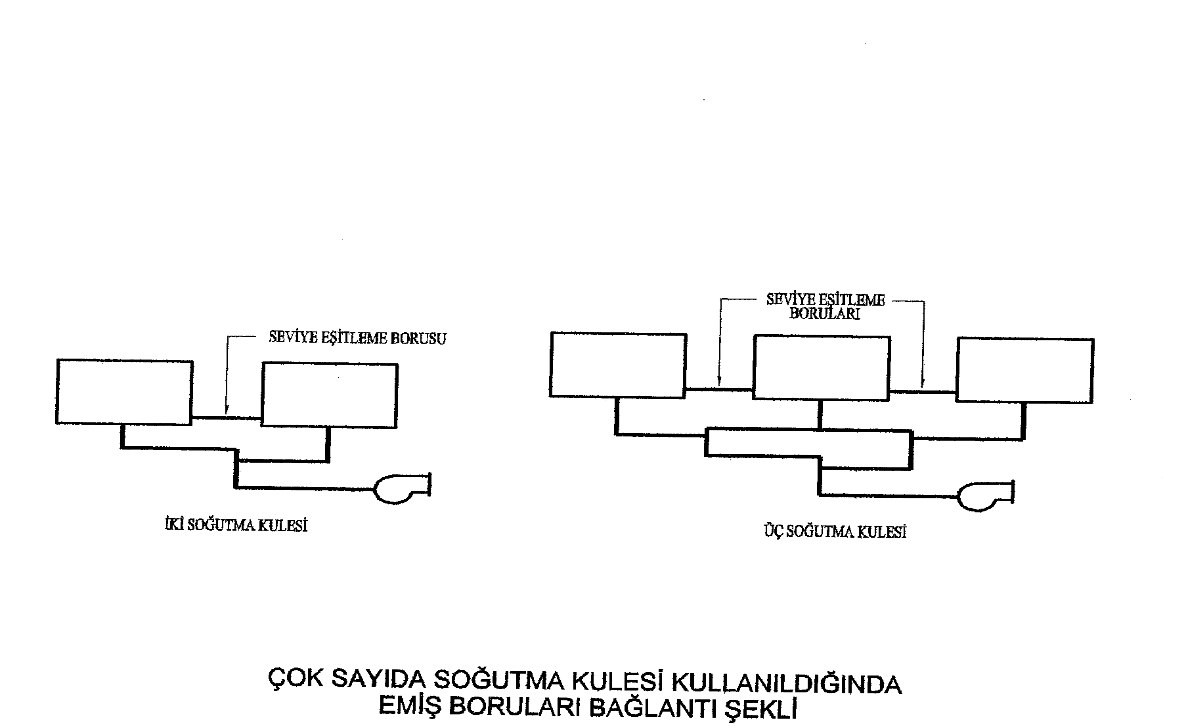 SEVİYE EŞİTLEME BORUSU
İKİ SOĞUTMA KULESİ
SEVİYE EŞİTLEME
BORULARI
ÜÇ SOĞUTMA KULESİ
ÇOK SAYIDA SOĞUTMA KULESİ KULLANILDIĞINDA
EMİŞ BORULARI BAĞLANTI ŞEKLİ